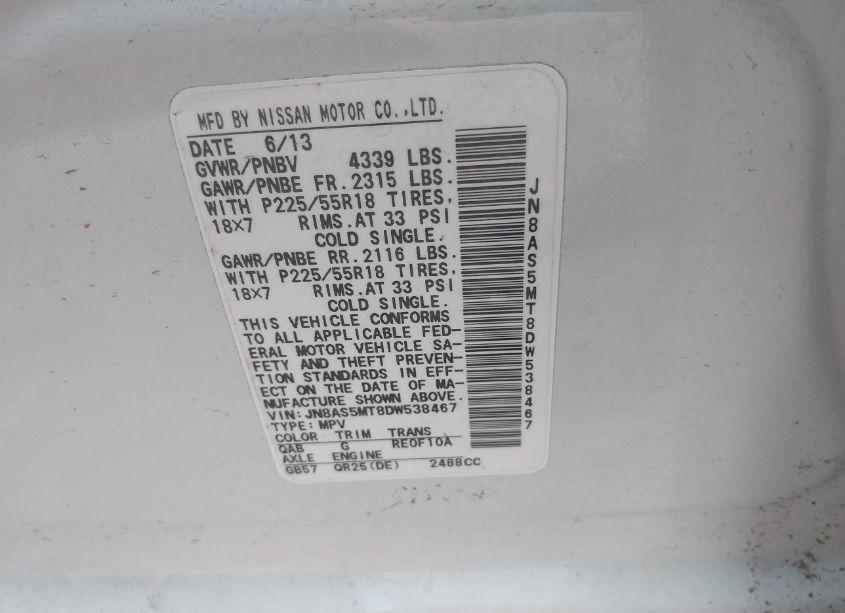 MFD BY NISSAN MOTOR CO.,LTD.
DATE 6/13
GVWR/PNBV 4339 LBS.
GAWR/PNBE FR.2315 LBS.
WITH P225/55R18 TIRES,
18X7 RIMS.AT 33 PSI
COLD SINGLE.
GAWR/PNBE RR.2116 LBS.
WITH P225/55R18 TIRES,
18X7 RIMS.AT 33 PSI
COLD SINGLE.
THIS VEHICLE CONFORMS
TO ALL APPLICABLE FED-
ERAL MOTOR VEHICLE SA-
FETY AND THEFT PREVEN-
TION STANDARDS IN EFF-
ECT ON THE DATE OF MA-
NUFACTURE SHOWN ABOVE.
VIN: JN8AS5MT8DW538467
TYPE: MPV
COLOR TRIM TRANS
QAB G RE0F10A
AXLE ENGINE
GB57 QR25(DE) 2488CC
JN8AS5MT8DW538467